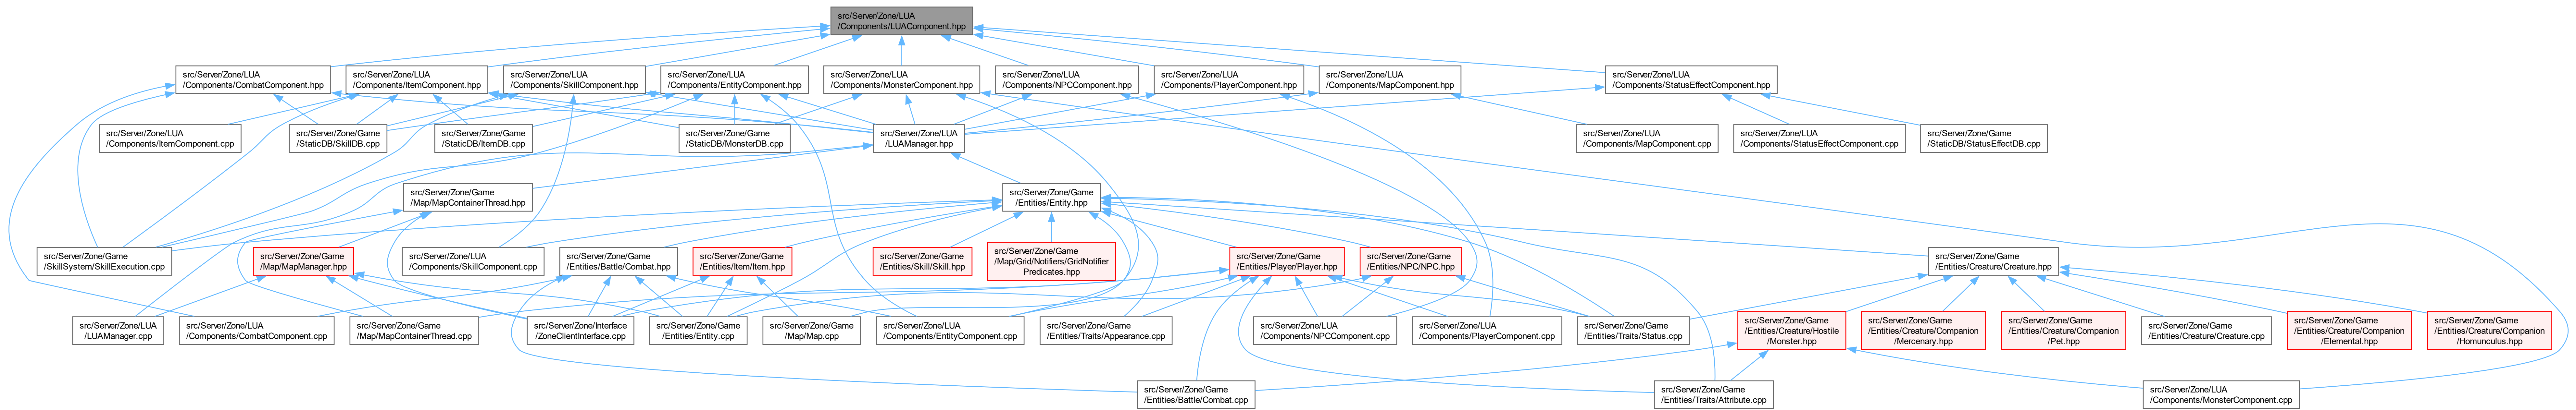 src/Server/Zone/LUA
/Components/LUAComponent.hpp
src/Server/Zone/LUA
/Components/CombatComponent.hpp
src/Server/Zone/LUA
/Components/ItemComponent.hpp
src/Server/Zone/LUA
/Components/SkillComponent.hpp
src/Server/Zone/LUA
/Components/EntityComponent.hpp
src/Server/Zone/LUA
/Components/MonsterComponent.hpp
src/Server/Zone/LUA
/Components/NPCComponent.hpp
src/Server/Zone/LUA
/Components/PlayerComponent.hpp
src/Server/Zone/LUA
/Components/MapComponent.hpp
src/Server/Zone/LUA
/Components/StatusEffectComponent.hpp
src/Server/Zone/LUA
/Components/ItemComponent.cpp
src/Server/Zone/Game
/StaticDB/SkillDB.cpp
src/Server/Zone/Game
/StaticDB/ItemDB.cpp
src/Server/Zone/Game
/StaticDB/MonsterDB.cpp
src/Server/Zone/LUA
/LUAManager.hpp
src/Server/Zone/LUA
/Components/MapComponent.cpp
src/Server/Zone/LUA
/Components/StatusEffectComponent.cpp
src/Server/Zone/Game
/StaticDB/StatusEffectDB.cpp
src/Server/Zone/Game
/Map/MapContainerThread.hpp
src/Server/Zone/Game
/Entities/Entity.hpp
src/Server/Zone/Game
/SkillSystem/SkillExecution.cpp
src/Server/Zone/Game
/Map/MapManager.hpp
src/Server/Zone/LUA
/Components/SkillComponent.cpp
src/Server/Zone/Game
/Entities/Battle/Combat.hpp
src/Server/Zone/Game
/Entities/Item/Item.hpp
src/Server/Zone/Game
/Entities/Skill/Skill.hpp
src/Server/Zone/Game
/Map/Grid/Notifiers/GridNotifier
Predicates.hpp
src/Server/Zone/Game
/Entities/Player/Player.hpp
src/Server/Zone/Game
/Entities/NPC/NPC.hpp
src/Server/Zone/Game
/Entities/Creature/Creature.hpp
src/Server/Zone/LUA
/LUAManager.cpp
src/Server/Zone/LUA
/Components/CombatComponent.cpp
src/Server/Zone/Game
/Map/MapContainerThread.cpp
src/Server/Zone/Interface
/ZoneClientInterface.cpp
src/Server/Zone/Game
/Entities/Entity.cpp
src/Server/Zone/Game
/Map/Map.cpp
src/Server/Zone/LUA
/Components/EntityComponent.cpp
src/Server/Zone/Game
/Entities/Traits/Appearance.cpp
src/Server/Zone/LUA
/Components/NPCComponent.cpp
src/Server/Zone/LUA
/Components/PlayerComponent.cpp
src/Server/Zone/Game
/Entities/Traits/Status.cpp
src/Server/Zone/Game
/Entities/Creature/Hostile
/Monster.hpp
src/Server/Zone/Game
/Entities/Creature/Companion
/Mercenary.hpp
src/Server/Zone/Game
/Entities/Creature/Companion
/Pet.hpp
src/Server/Zone/Game
/Entities/Creature/Creature.cpp
src/Server/Zone/Game
/Entities/Creature/Companion
/Elemental.hpp
src/Server/Zone/Game
/Entities/Creature/Companion
/Homunculus.hpp
src/Server/Zone/Game
/Entities/Battle/Combat.cpp
src/Server/Zone/Game
/Entities/Traits/Attribute.cpp
src/Server/Zone/LUA
/Components/MonsterComponent.cpp